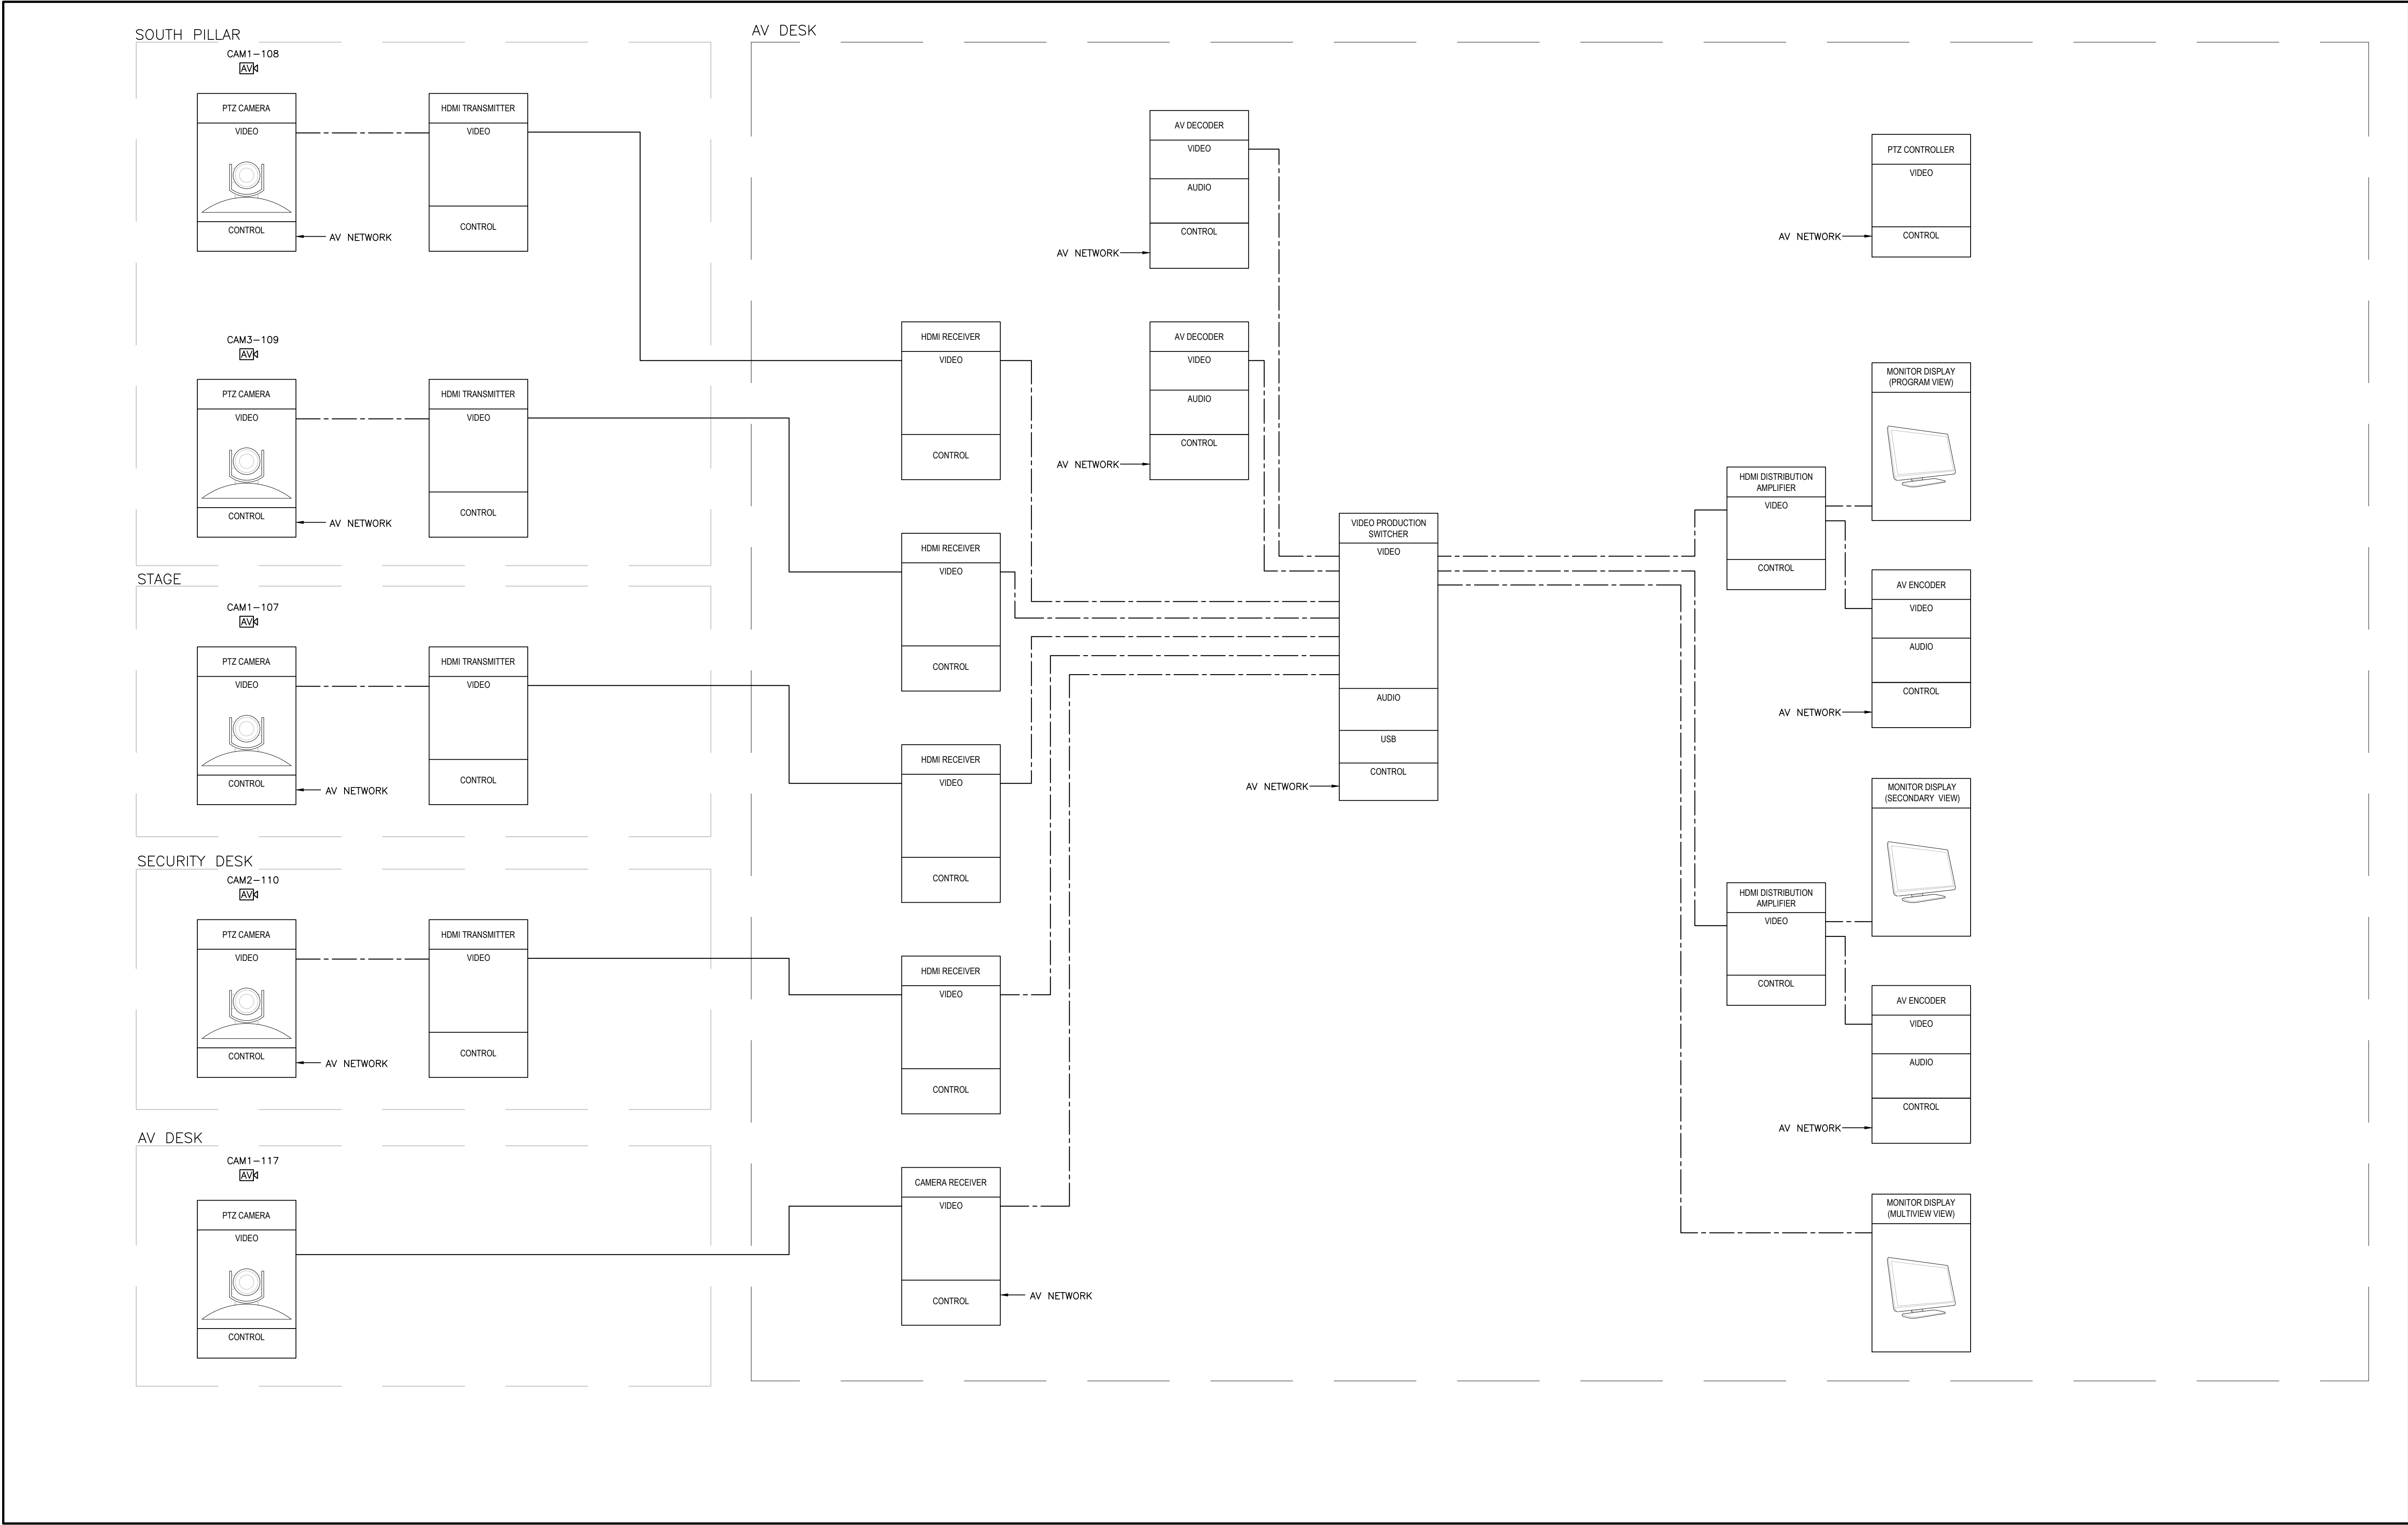 SOUTH PILLAR
CAM1-108
AV
PTZ CAMERA
VIDEO
CONTROL
AV NETWORK
HDMI TRANSMITTER
VIDEO
CONTROL
CAM3-109
AV
PTZ CAMERA
VIDEO
CONTROL
AV NETWORK
HDMI TRANSMITTER
VIDEO
CONTROL
STAGE
CAM1-107
AV
PTZ CAMERA
VIDEO
CONTROL
AV NETWORK
HDMI TRANSMITTER
VIDEO
CONTROL
SECURITY DESK
CAM2-110
AV
PTZ CAMERA
VIDEO
CONTROL
AV NETWORK
HDMI TRANSMITTER
VIDEO
CONTROL
AV DESK
CAM1-117
AV
PTZ CAMERA
VIDEO
CONTROL
AV DESK
HDMI RECEIVER
VIDEO
CONTROL
HDMI RECEIVER
VIDEO
CONTROL
HDMI RECEIVER
VIDEO
CONTROL
HDMI RECEIVER
VIDEO
CONTROL
CAMERA RECEIVER
VIDEO
CONTROL
AV NETWORK
AV DECODER
VIDEO
AUDIO
CONTROL
AV NETWORK
AV DECODER
VIDEO
AUDIO
CONTROL
AV NETWORK
VIDEO PRODUCTION
SWITCHER
VIDEO
AUDIO
USB
CONTROL
AV NETWORK
PTZ CONTROLLER
VIDEO
CONTROL
AV NETWORK
MONITOR DISPLAY
(PROGRAM VIEW)
HDMI DISTRIBUTION
AMPLIFIER
VIDEO
CONTROL
AV ENCODER
VIDEO
AUDIO
CONTROL
AV NETWORK
MONITOR DISPLAY
(SECONDARY VIEW)
HDMI DISTRIBUTION
AMPLIFIER
VIDEO
CONTROL
AV ENCODER
VIDEO
AUDIO
CONTROL
AV NETWORK
MONITOR DISPLAY
(MULTIVIEW VIEW)